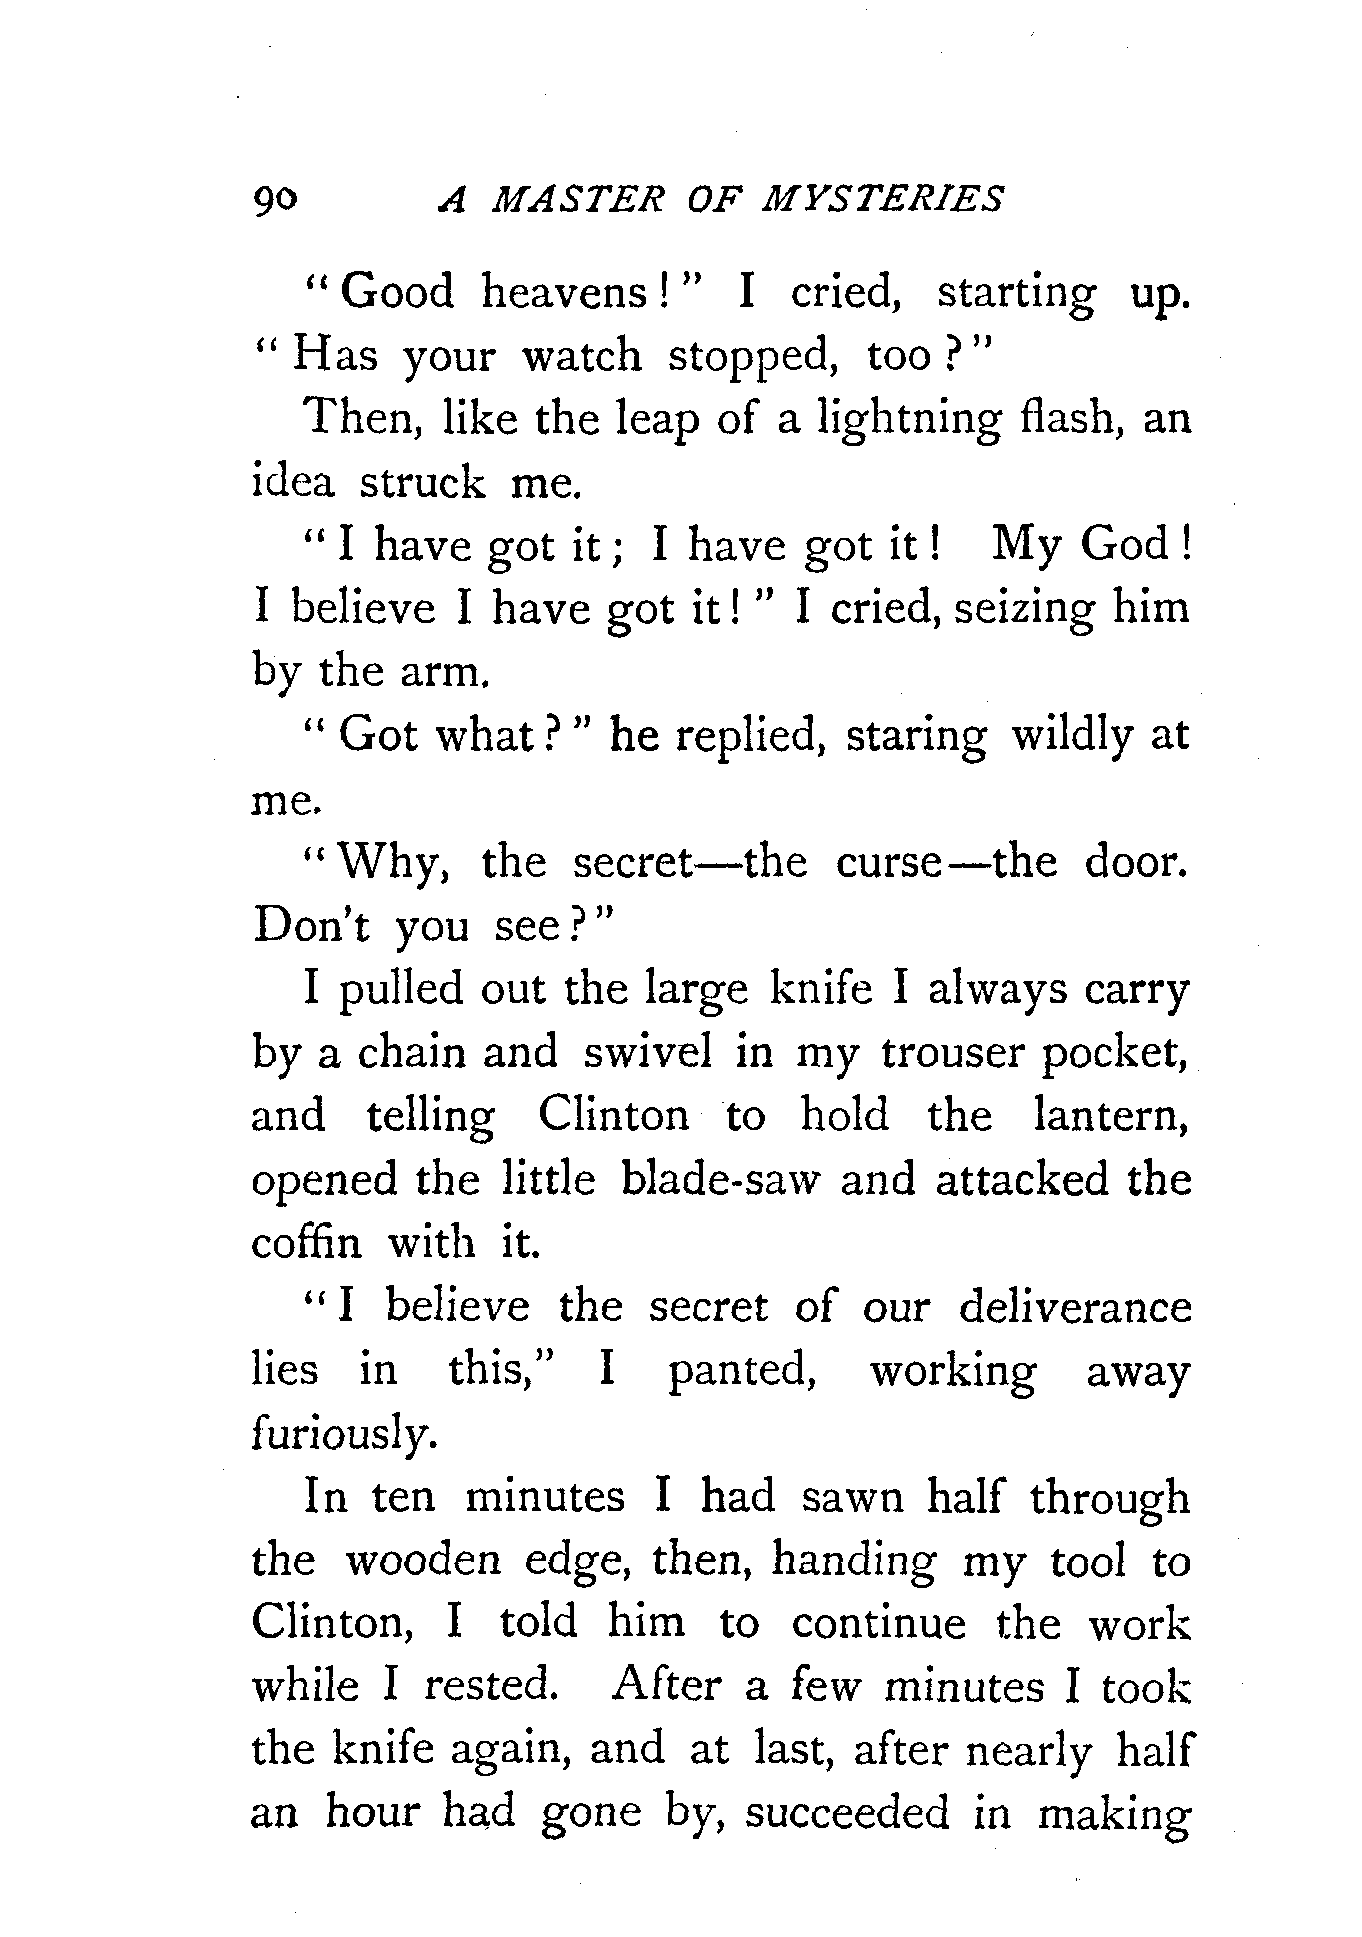 90 A MASTER OF MYSTERIES
"Good heavens!" I cried, starting up.
"Has your watch stopped, too?"
Then, like the leap of a lightning flash, an
idea struck me.
"I have got it; I have got it! My God!
I believe I have got it!" I cried, seizing him
by the arm.
"Got what?" he replied, staring wildly at
me.
"Why, the secret—the curse—the door.
Don't you see?"
I pulled out the large knife I always carry
by a chain and swivel in my trouser pocket,
and telling Clinton to hold the lantern,
opened the little blade-saw and attacked the
coffin with it.
"I believe the secret of our deliverance
lies in this," I panted, working away
furiously.
In ten minutes I had sawn half through
the wooden edge, then, handing my tool to
Clinton, I told him to continue the work
while I rested. After a few minutes I took
the knife again, and at last, after nearly half
an hour had gone by, succeeded in making